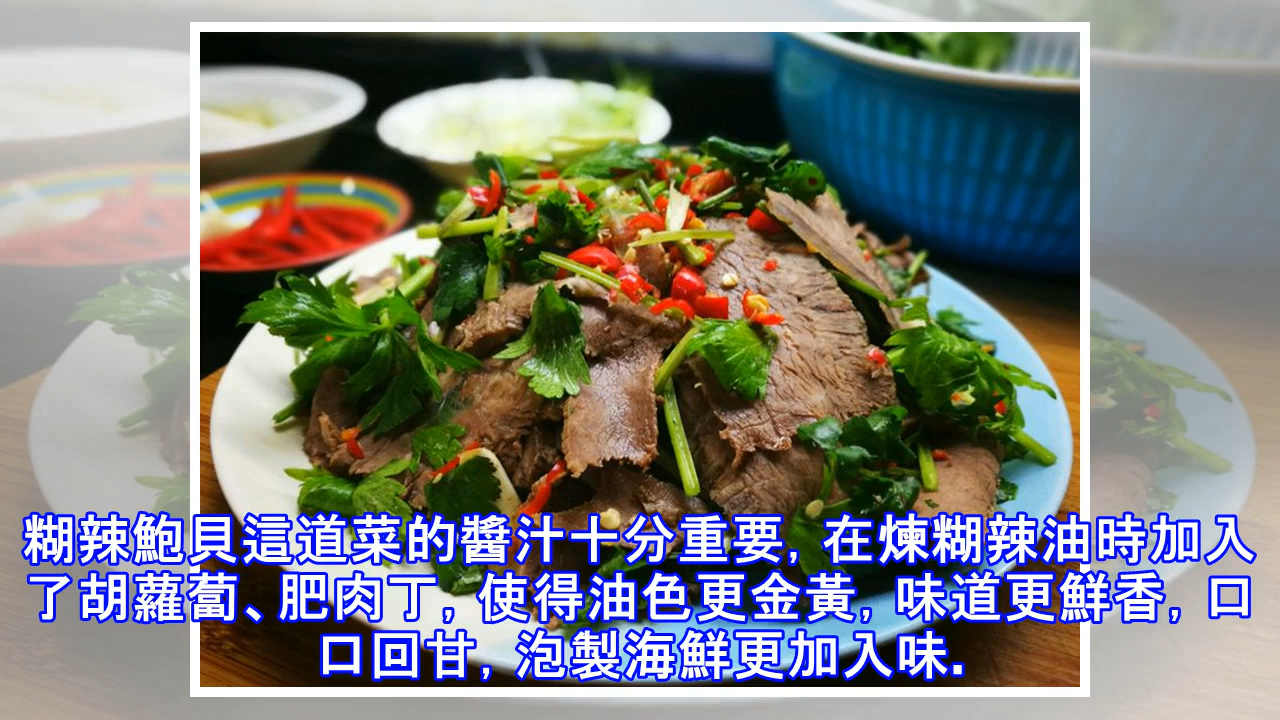 糊辣鮑貝這道菜的醬汁十分重要, 在煉糊辣油時加入
了胡蘿蔔、肥肉丁, 使得油色更金黃, 味道更鮮香, 口
口回甘, 泡製海鮮更加入味.